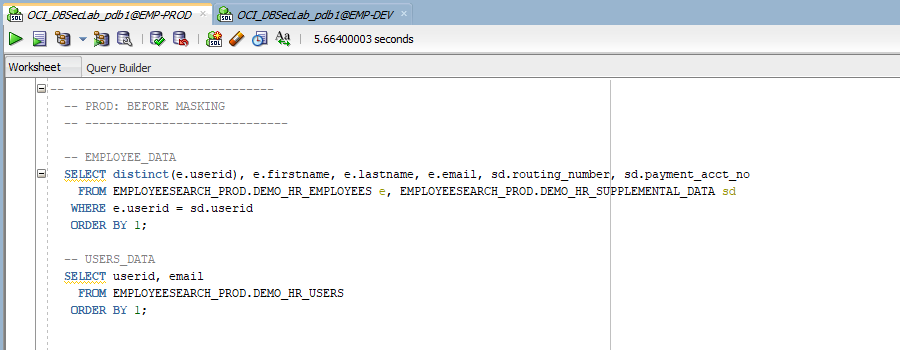 OCI_DBSecLab_pdb1@EMP-PROD × OCI_DBSecLab_pdb1@EMP-DEV ×
SQL Aa 5.66400003 seconds
Worksheet Query Builder
-- ----------------------------
-- PROD: BEFORE MASKING
-- -----------------------------
-- EMPLOYEE_DATA
SELECT distinct(e.userid), e.firstname, e.lastname, e.email, sd.routing_number, sd.payment_acct_no
FROM EMPLOYEESEARCH_PROD.DEMO_HR_EMPLOYEES e, EMPLOYEESEARCH_PROD.DEMO_HR_SUPPLEMENTAL_DATA sd
WHERE e.userid = sd.userid
ORDER BY 1;
-- USERS_DATA
SELECT userid, email
FROM EMPLOYEESEARCH_PROD.DEMO_HR_USERS
ORDER BY 1;